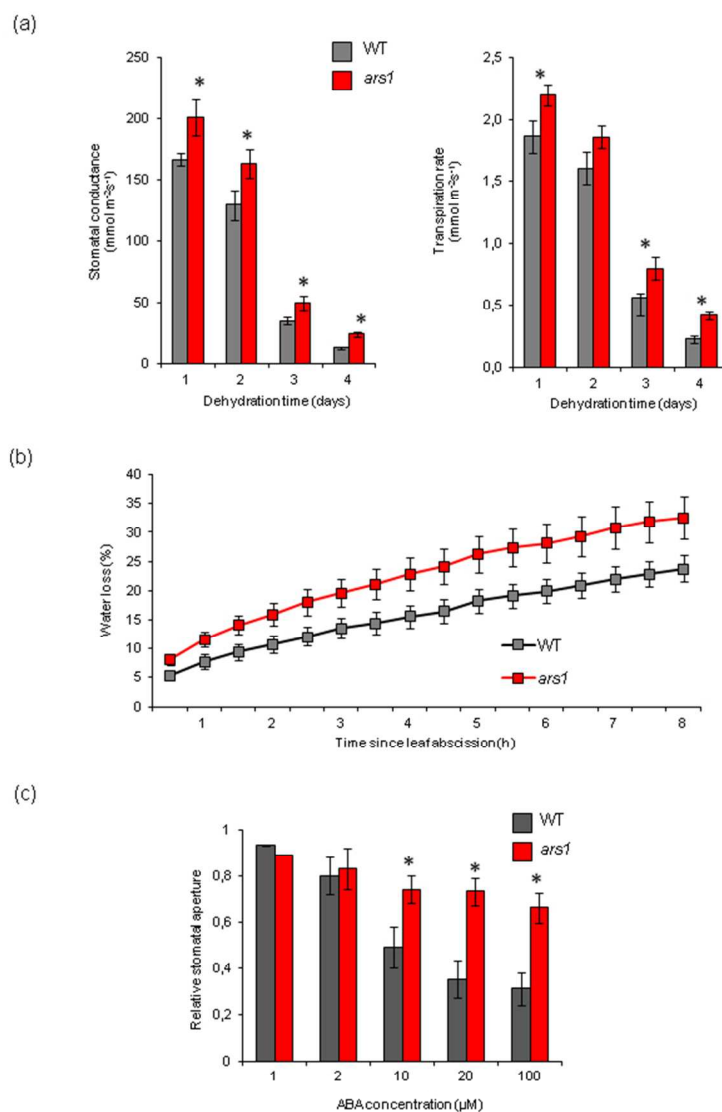 (a)
WT
ars1
250
200
150
100
50
0
Stomatal conductance
(mmol m⁻²s⁻¹)
*
*
*
*
1 2 3 4
Dehydration time (days)
2,5
2,0
1,5
1,0
0,5
0,0
Transpiration rate
(mmol m⁻²s⁻¹)
*
*
*
1 2 3 4
Dehydration time (days)
(b)
40
35
30
25
20
15
10
5
0
Water loss (%)
WT
ars1
1 2 3 4 5 6 7 8
Time since leaf abscission (h)
(c)
WT
ars1
1
0,8
0,6
0,4
0,2
0
Relative stomatal aperture
*
*
*
1 2 10 20 100
ABA concentration (µM)